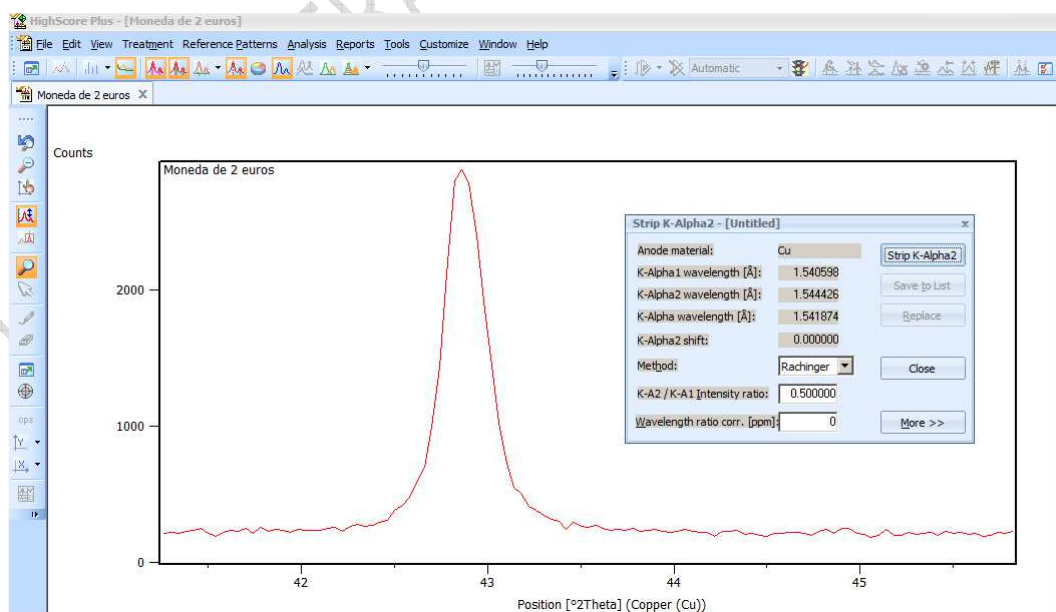 HighScore Plus - [Moneda de 2 euros]
File Edit View Treatment Reference Patterns Analysis Reports Tools Customize Window Help
Automatic
Moneda de 2 euros X
Counts
Moneda de 2 euros
2000
1000
0
42 43 44 45
Position [°2Theta] (Copper (Cu))
Strip K-Alpha2 - [Untitled] x
Anode material: Cu
Strip K-Alpha2
K-Alpha1 wavelength [Å]: 1.540598
K-Alpha2 wavelength [Å]: 1.544426
Save to List
K-Alpha wavelength [Å]: 1.541874
Replace
K-Alpha2 shift: 0.000000
Method: Rachinger
Close
K-A2 / K-A1 Intensity ratio: 0.500000
Wavelength ratio corr. [ppm]: 0
More >>
ops